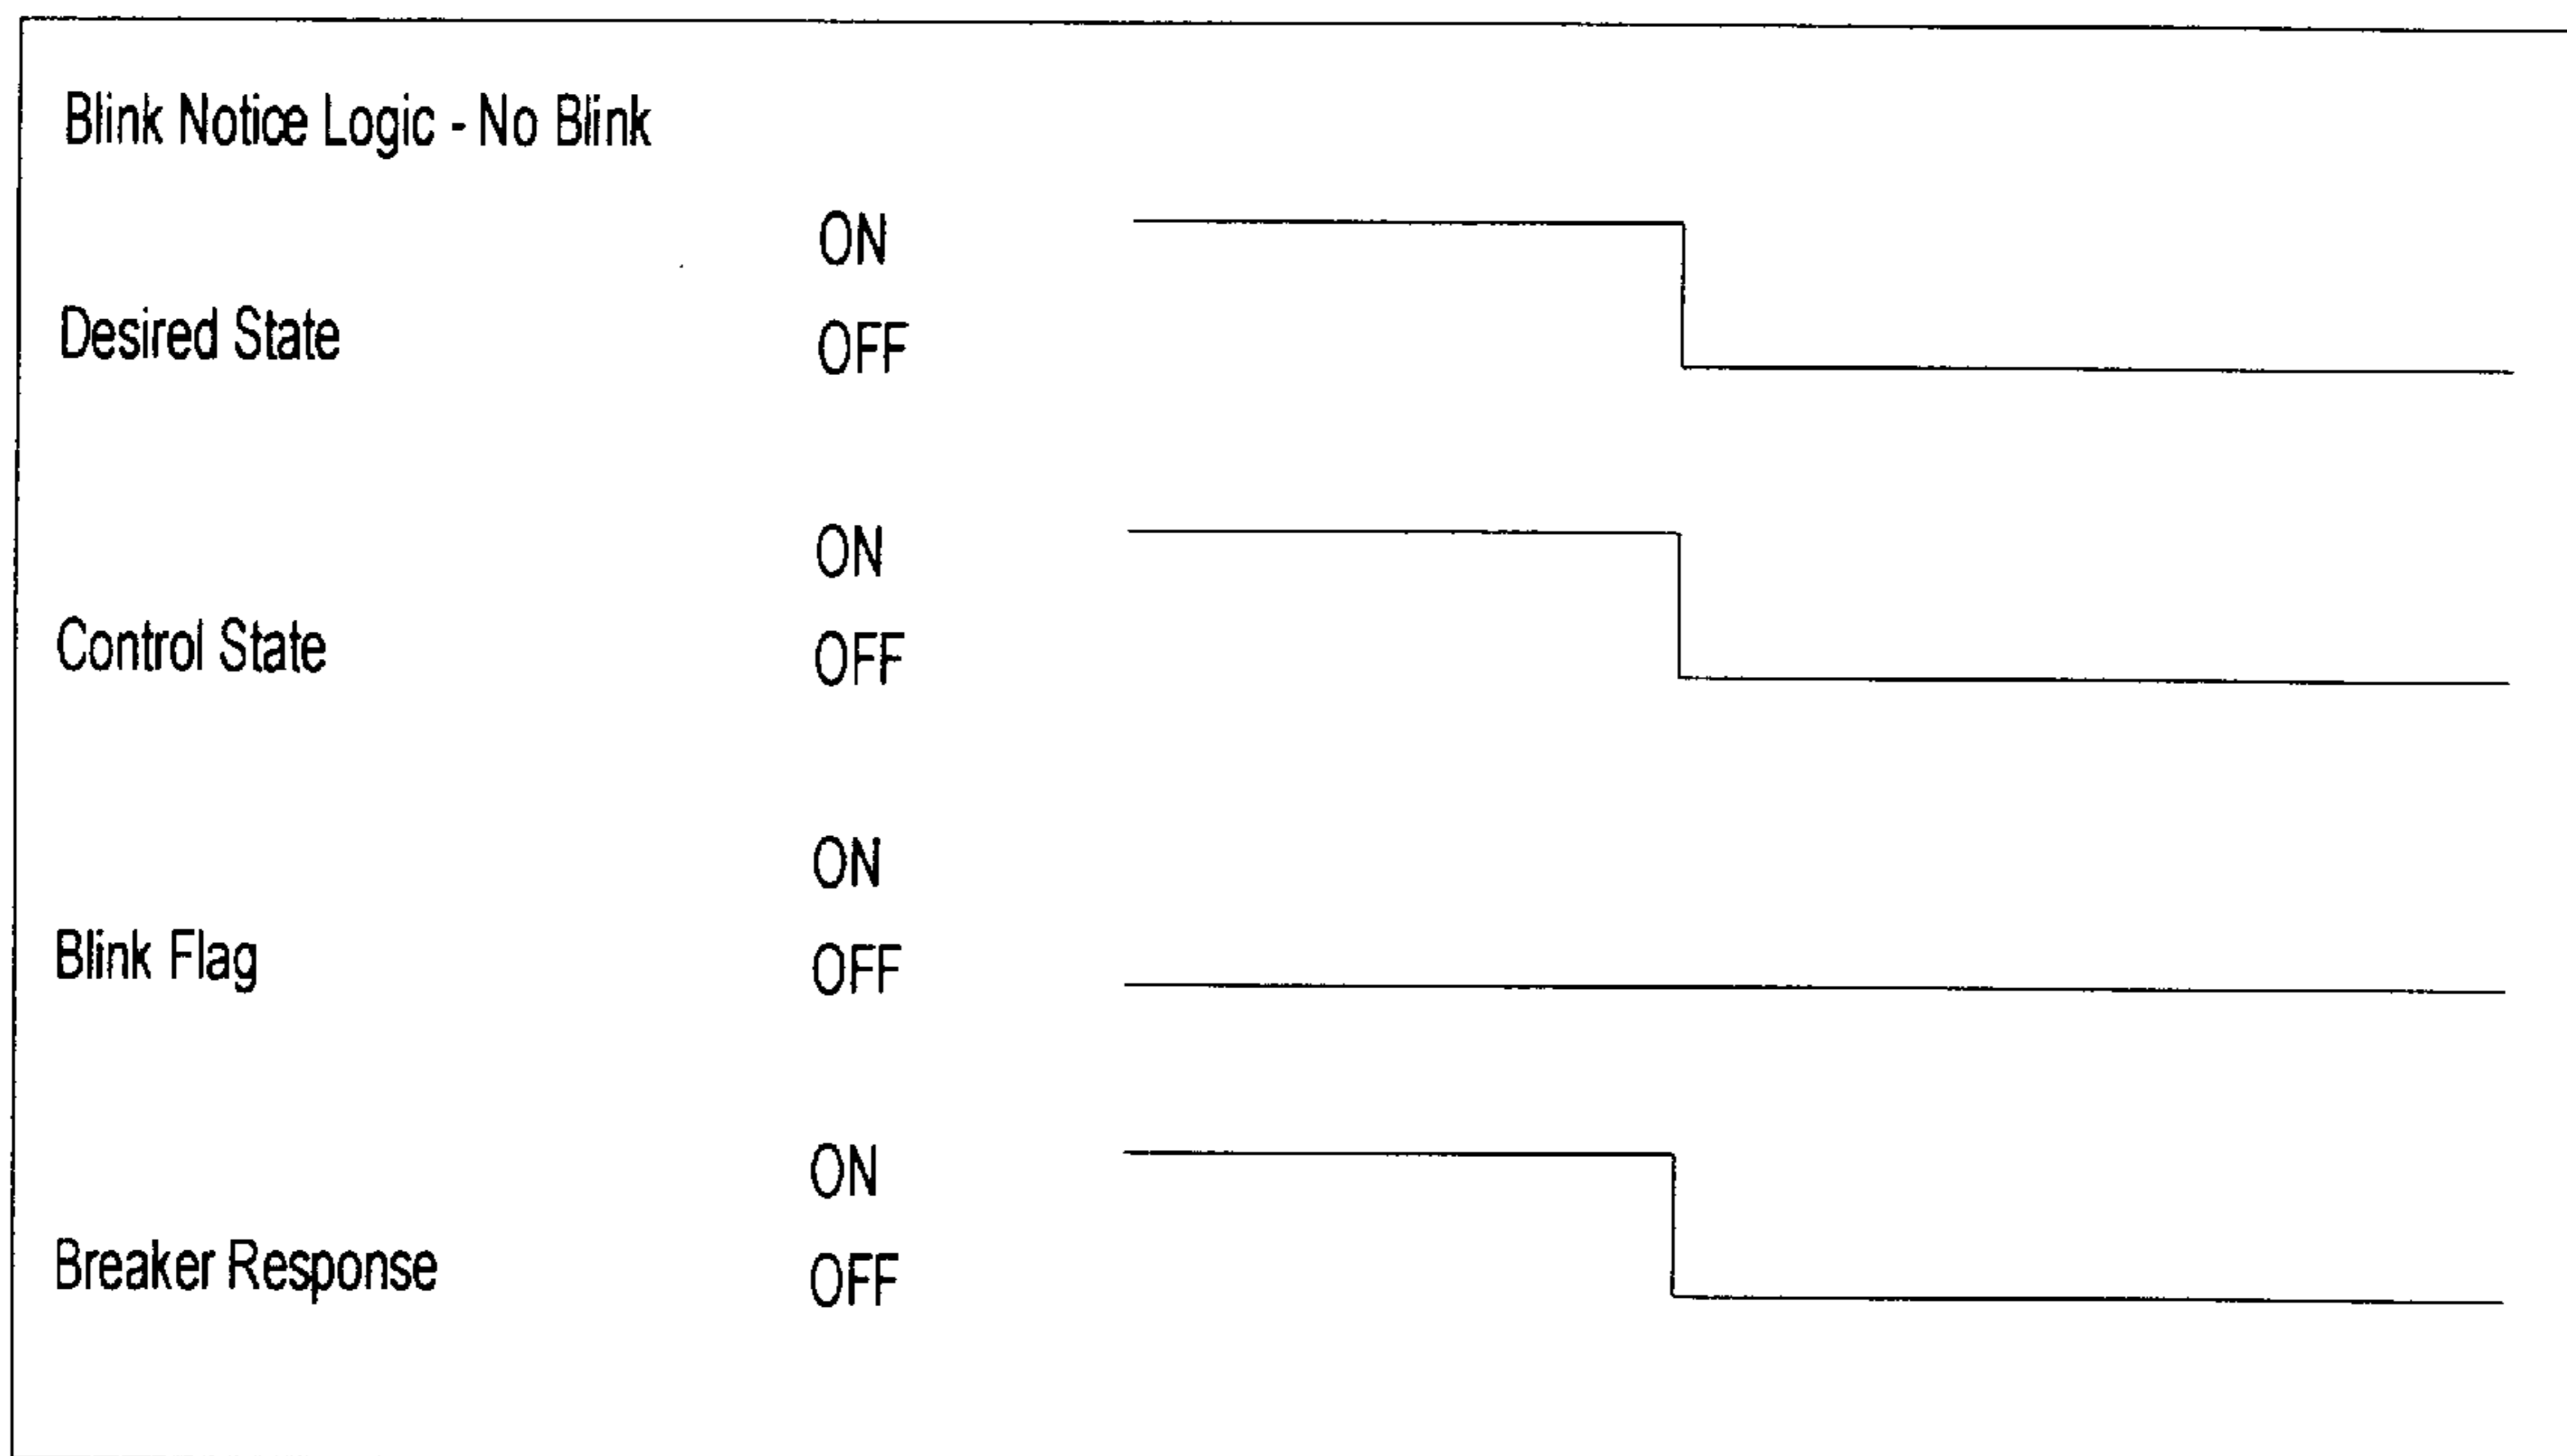 Blink Notice Logic - No Blink
ON
Desired State OFF
ON
Control State OFF
ON
Blink Flag OFF
ON
Breaker Response OFF